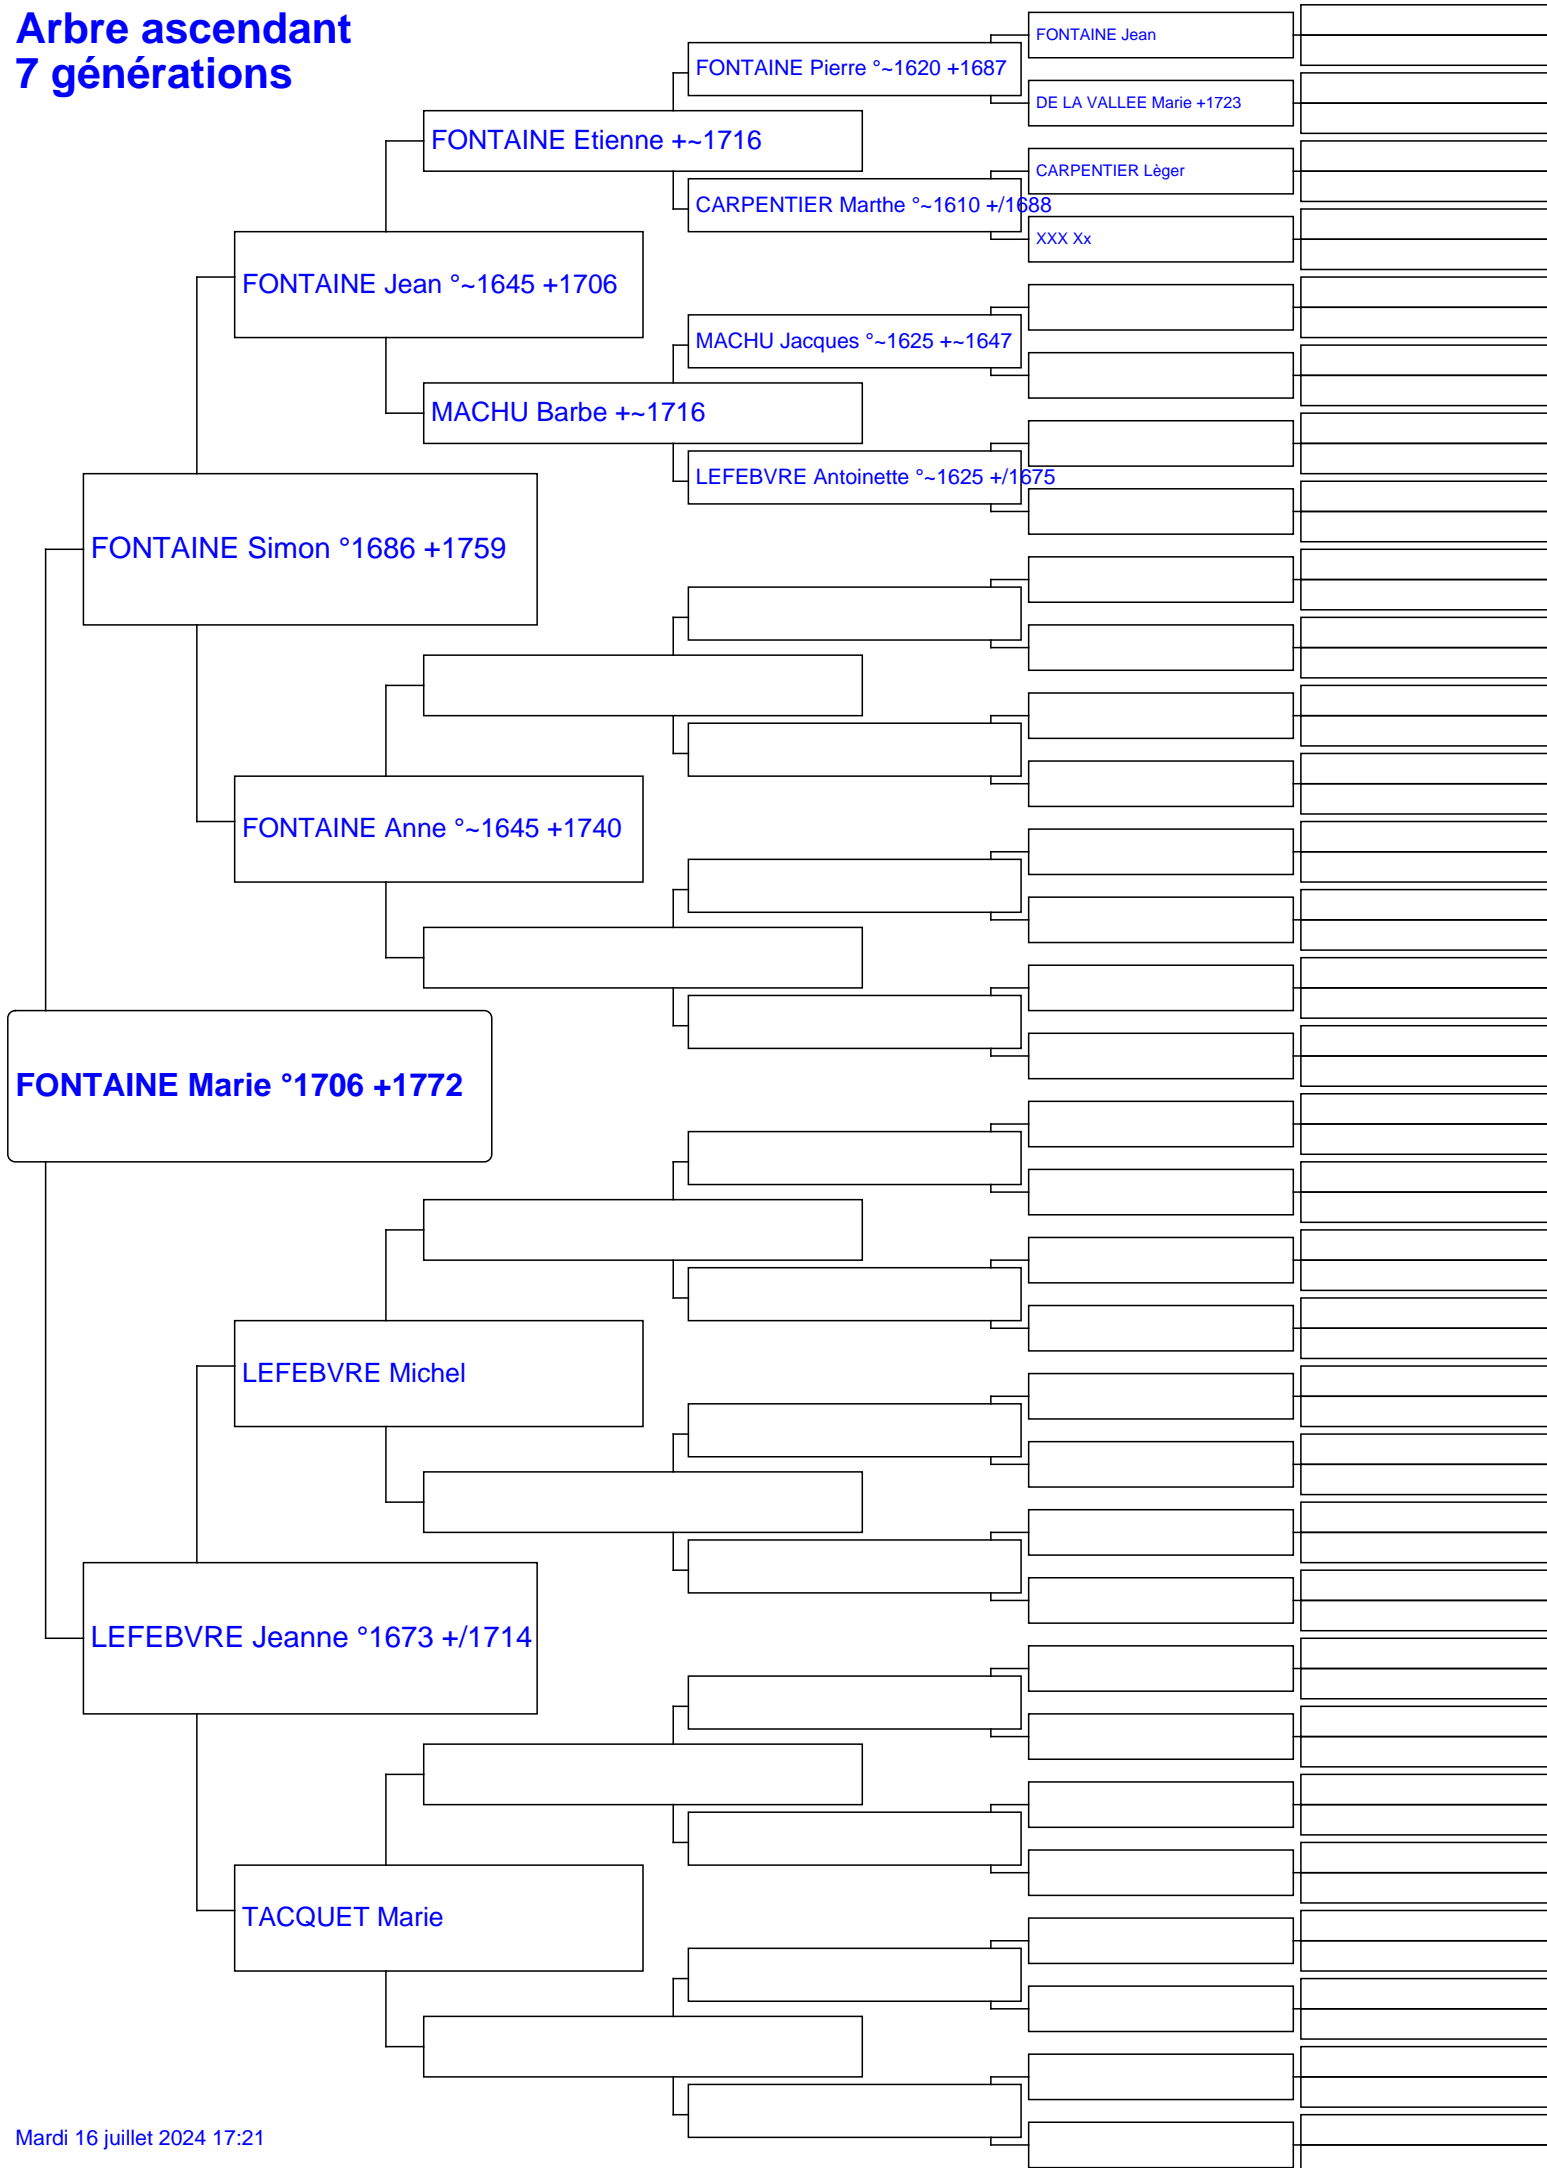 Arbre ascendant
7 générations
FONTAINE Jean
FONTAINE Pierre °~1620 +1687
DE LA VALLEE Marie +1723
FONTAINE Etienne +~1716
CARPENTIER Lèger
CARPENTIER Marthe °~1610 +/1688
XXX Xx
FONTAINE Jean °~1645 +1706
MACHU Jacques °~1625 +~1647
MACHU Barbe +~1716
LEFEBVRE Antoinette °~1625 +/1675
FONTAINE Simon °1686 +1759
FONTAINE Anne °~1645 +1740
FONTAINE Marie °1706 +1772
LEFEBVRE Michel
LEFEBVRE Jeanne °1673 +/1714
TACQUET Marie
Mardi 16 juillet 2024 17:21